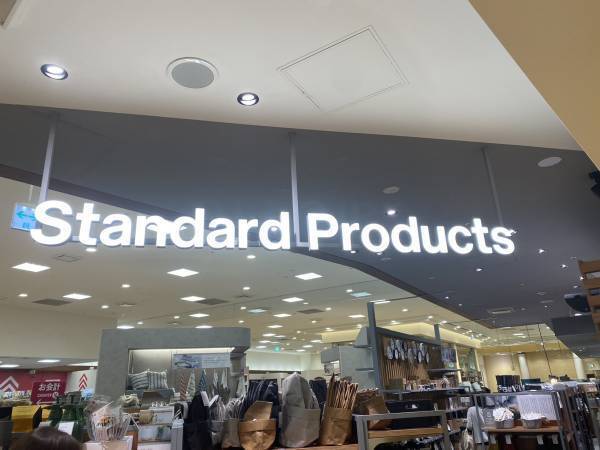 Standard Products
お会計